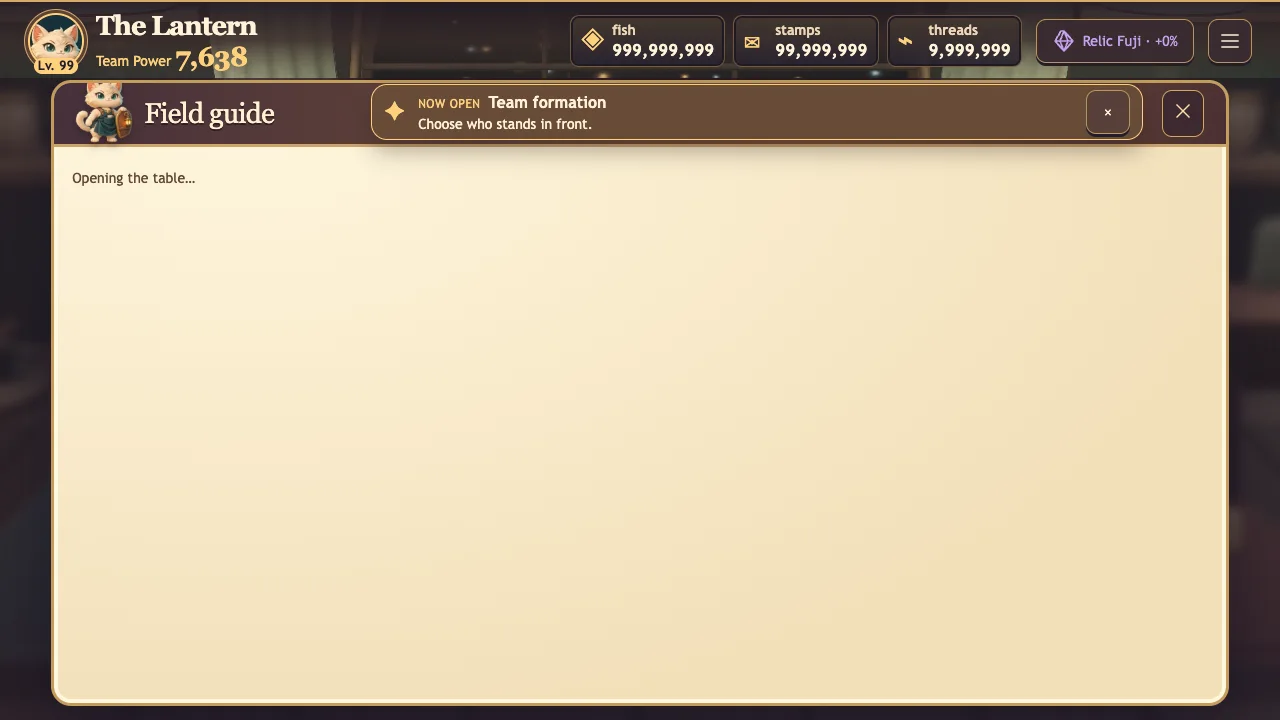 The Lantern
Lv. 99
Team Power 7,638
fish
999,999,999
stamps
99,999,999
threads
9,999,999
Relic Fuji · +0%
Field guide
NOW OPEN Team formation
Choose who stands in front.
×
Opening the table…